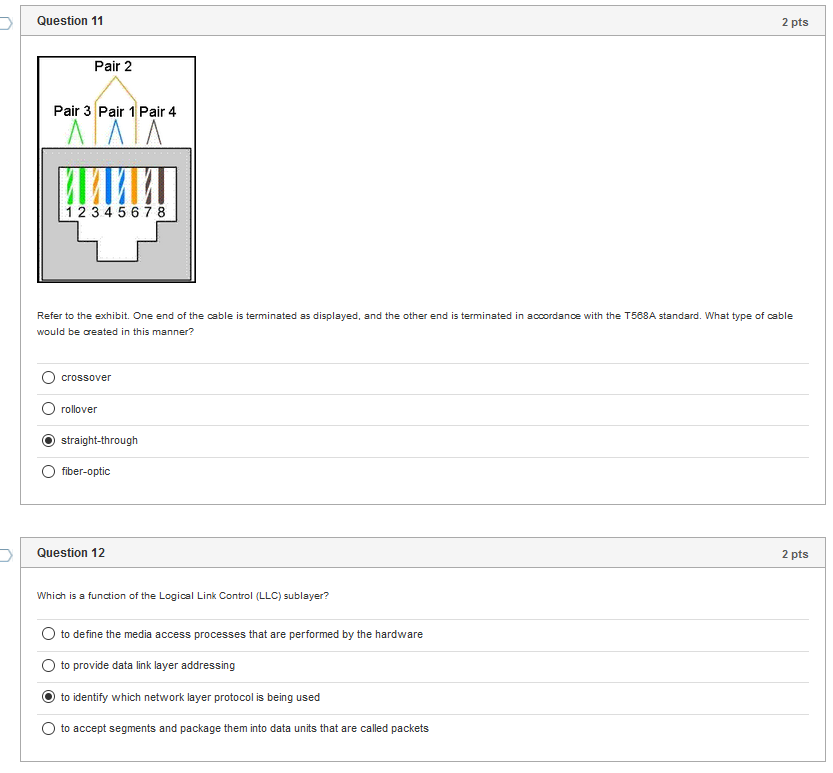 Question 11
2 pts
Pair 2
Pair 3 Pair 1 Pair 4
1 2 3 4 5 6 7 8
Refer to the exhibit. One end of the cable is terminated as displayed, and the other end is terminated in accordance with the T568A standard. What type of cable
would be created in this manner?
crossover
rollover
straight-through
fiber-optic
Question 12
2 pts
Which is a function of the Logical Link Control (LLC) sublayer?
to define the media access processes that are performed by the hardware
to provide data link layer addressing
to identify which network layer protocol is being used
to accept segments and package them into data units that are called packets